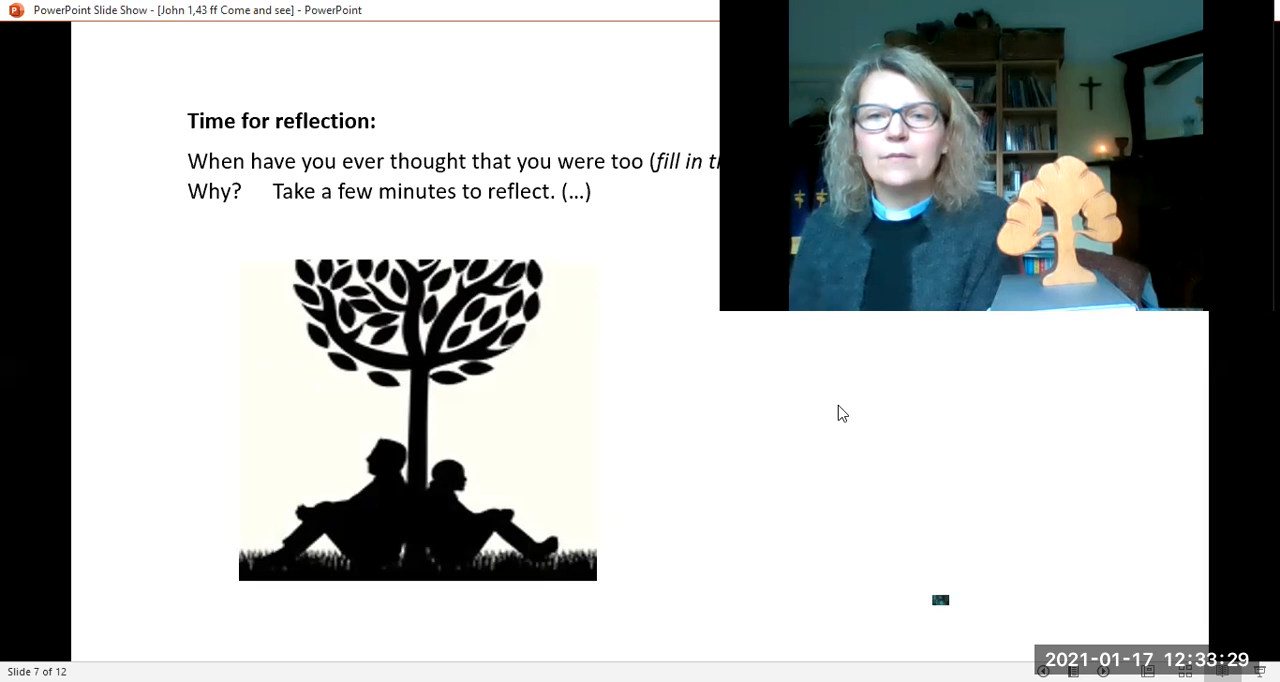 PowerPoint Slide Show - [John 1,43 ff Come and see] - PowerPoint
Time for reflection:
When have you ever thought that you were too (fill in
Why? Take a few minutes to reflect. (...)
Slide 7 of 12
2021-01-17 12:33:29